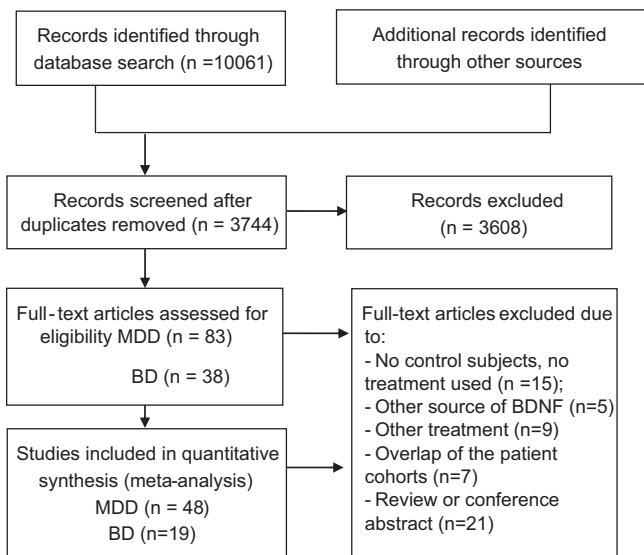 Records identified through
database search (n =10061)
Additional records identified
through other sources
Records screened after
duplicates removed (n = 3744)
Records excluded
(n = 3608)
Full-text articles assessed for
eligibility MDD (n = 83)
BD (n = 38)
Full-text articles excluded due
to:
- No control subjects, no
treatment used (n =15);
- Other source of BDNF (n=5)
- Other treatment (n=9)
- Overlap of the patient
cohorts (n=7)
- Review or conference
abstract (n=21)
Studies included in quantitative
synthesis (meta-analysis)
MDD (n = 48)
BD (n=19)